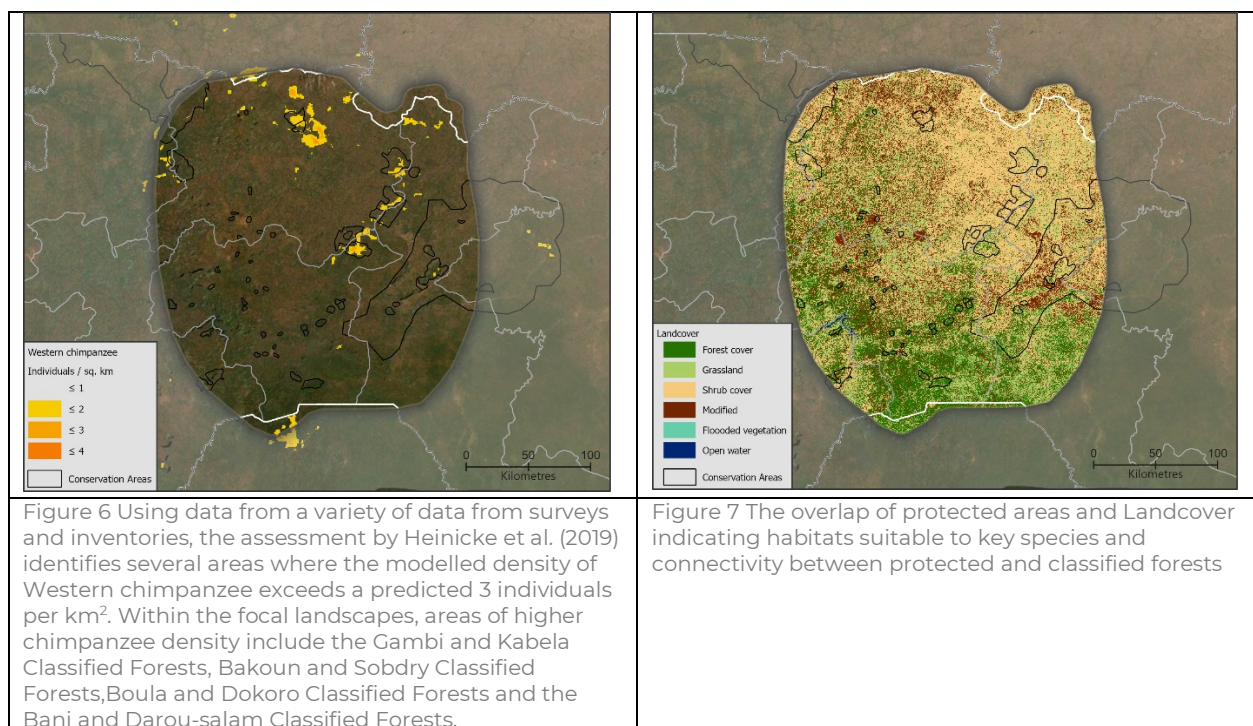 Western chimpanzee
Individuals / sq. km
≤ 1
≤ 2
≤ 3
≤ 4
Conservation Areas
0 50 100
Kilometres
Landcover
Forest cover
Grassland
Shrub cover
Modified
Floooded vegetation
Open water
Conservation Areas
0 50 100
Kilometres
Figure 6 Using data from a variety of data from surveys
and inventories, the assessment by Heinicke et al. (2019)
identifies several areas where the modelled density of
Western chimpanzee exceeds a predicted 3 individuals
per km². Within the focal landscapes, areas of higher
chimpanzee density include the Gambi and Kabela
Classified Forests, Bakoun and Sobdry Classified
Forests,Boula and Dokoro Classified Forests and the
Bani and Darou-salam Classified Forests.
Figure 7 The overlap of protected areas and Landcover
indicating habitats suitable to key species and
connectivity between protected and classified forests